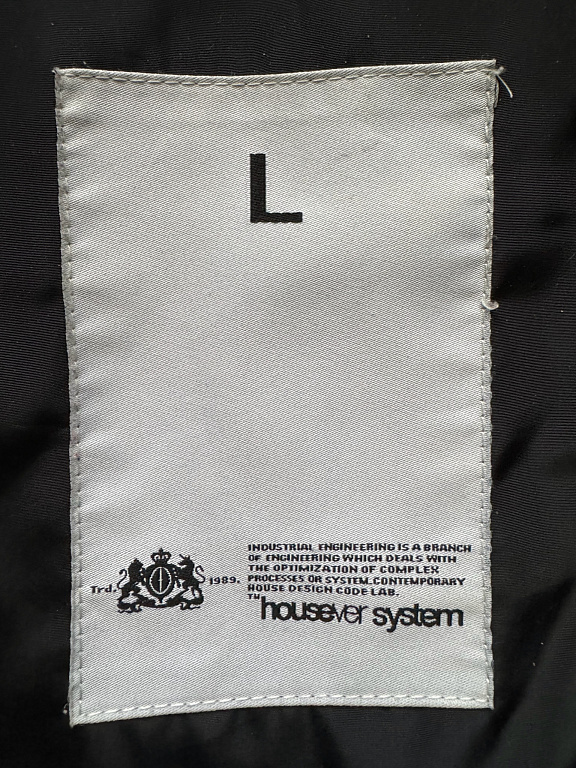 L
Trd. 1989.
INDUSTRIAL ENGINEERING IS A BRANCH
OF ENGINEERING WHICH DEALS WITH
THE OPTIMIZATION OF COMPLEX
PROCESSES OR SYSTEM.CONTEMPORARY
HOUSE DESIGN CODE LAB.
TM housever system